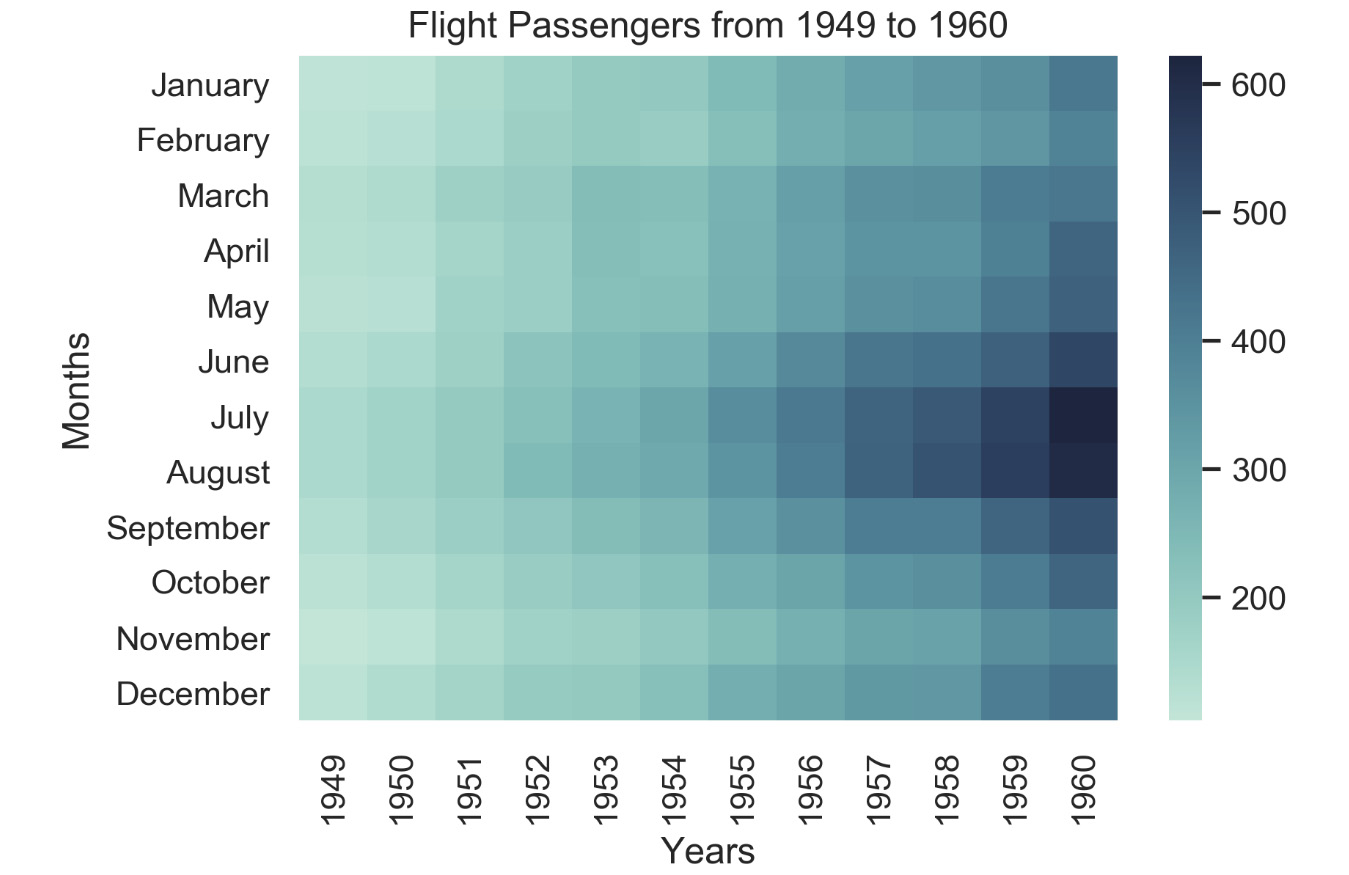 Flight Passengers from 1949 to 1960
Months
January
February
March
April
May
June
July
August
September
October
November
December
1949
1950
1951
1952
1953
1954
1955
1956
1957
1958
1959
1960
Years
600
500
400
300
200